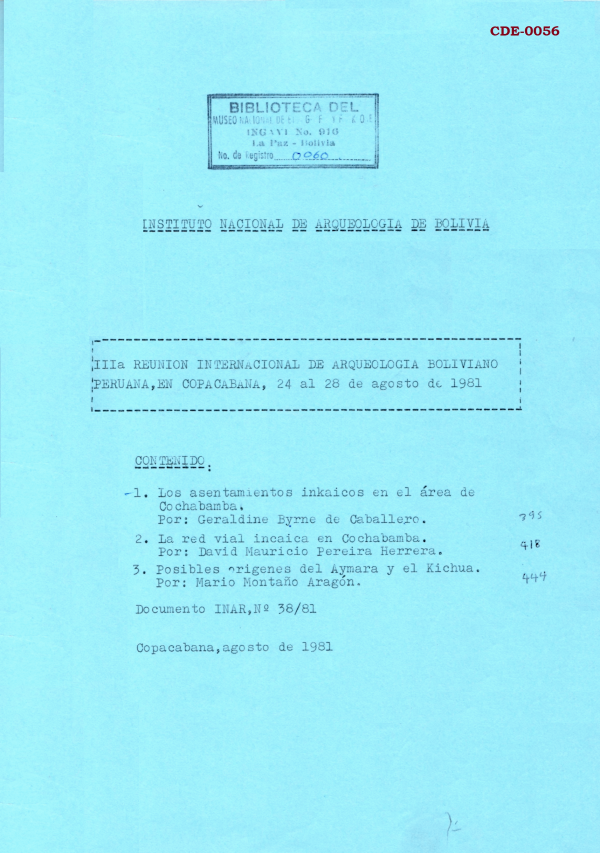 CDE-0056
BIBLIOTECA DEL
MUSEO
INGAVI No. 916
La Paz - Bolivia
No. de Registro 0060
INSTITUTO NACIONAL DE ARQUEOLOGIA DE BOLIVIA
IIIa REUNION INTERNACIONAL DE ARQUEOLOGIA BOLIVIANO
PERUANA,EN COPACABANA, 24 al 28 de agosto de 1981
CONTENIDO.
-1. Los asentamientos inkaicos en el área de
Cochabamba.
Por: Geraldine Byrne de Caballero. 395
2. La red vial incaica en Cochabamba.
Por: David Mauricio Pereira Herrera. 418
3. Posibles origenes del Aymara y el Kichua.
Por: Mario Montaño Aragón. 444
Documento INAR,Nº 38/81
Copacabana,agosto de 1981